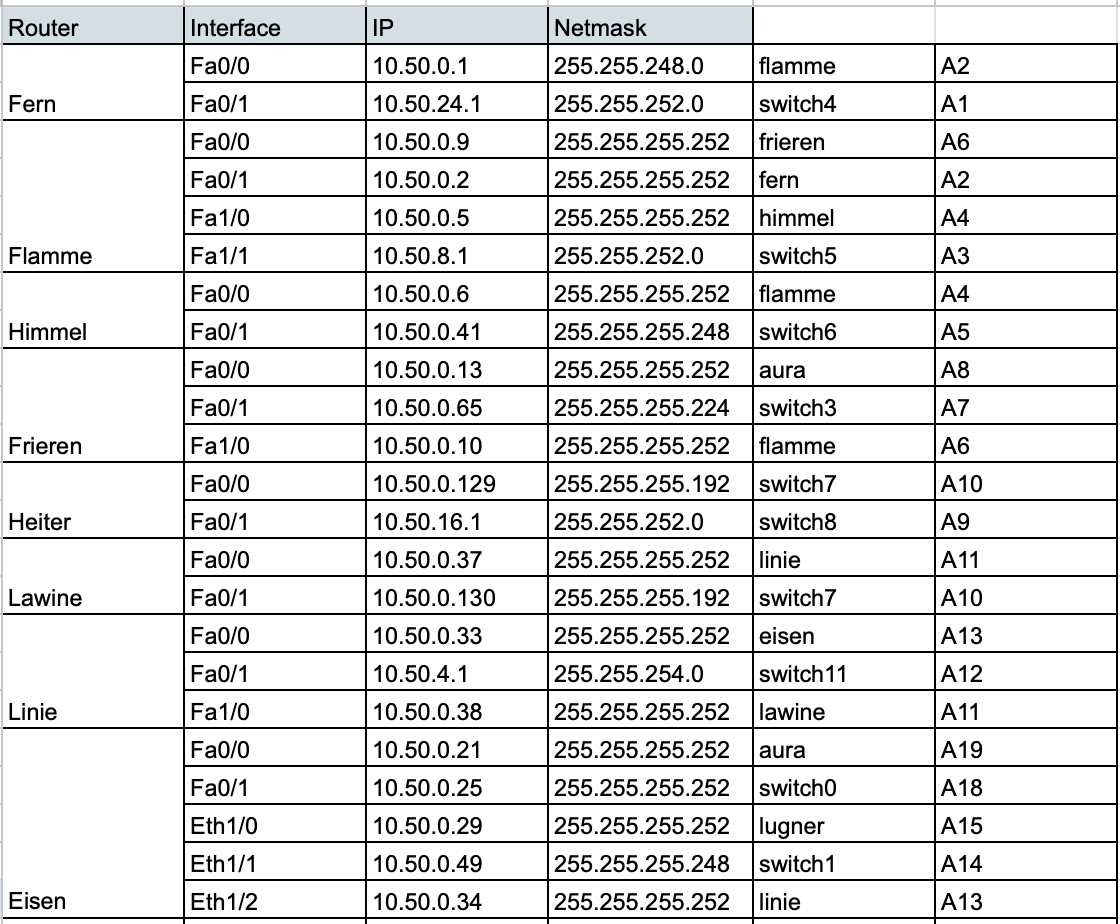 Router Interface IP Netmask
Fa0/0 10.50.0.1 255.255.248.0 flamme A2
Fern Fa0/1 10.50.24.1 255.255.252.0 switch4 A1
Fa0/0 10.50.0.9 255.255.255.252 frieren A6
Fa0/1 10.50.0.2 255.255.255.252 fern A2
Fa1/0 10.50.0.5 255.255.255.252 himmel A4
Flamme Fa1/1 10.50.8.1 255.255.252.0 switch5 A3
Fa0/0 10.50.0.6 255.255.255.252 flamme A4
Himmel Fa0/1 10.50.0.41 255.255.255.248 switch6 A5
Fa0/0 10.50.0.13 255.255.255.252 aura A8
Fa0/1 10.50.0.65 255.255.255.224 switch3 A7
Frieren Fa1/0 10.50.0.10 255.255.255.252 flamme A6
Fa0/0 10.50.0.129 255.255.255.192 switch7 A10
Heiter Fa0/1 10.50.16.1 255.255.252.0 switch8 A9
Fa0/0 10.50.0.37 255.255.255.252 linie A11
Lawine Fa0/1 10.50.0.130 255.255.255.192 switch7 A10
Fa0/0 10.50.0.33 255.255.255.252 eisen A13
Fa0/1 10.50.4.1 255.255.254.0 switch11 A12
Linie Fa1/0 10.50.0.38 255.255.255.252 lawine A11
Fa0/0 10.50.0.21 255.255.255.252 aura A19
Fa0/1 10.50.0.25 255.255.255.252 switch0 A18
Eth1/0 10.50.0.29 255.255.255.252 lugner A15
Eth1/1 10.50.0.49 255.255.255.248 switch1 A14
Eisen Eth1/2 10.50.0.34 255.255.255.252 linie A13